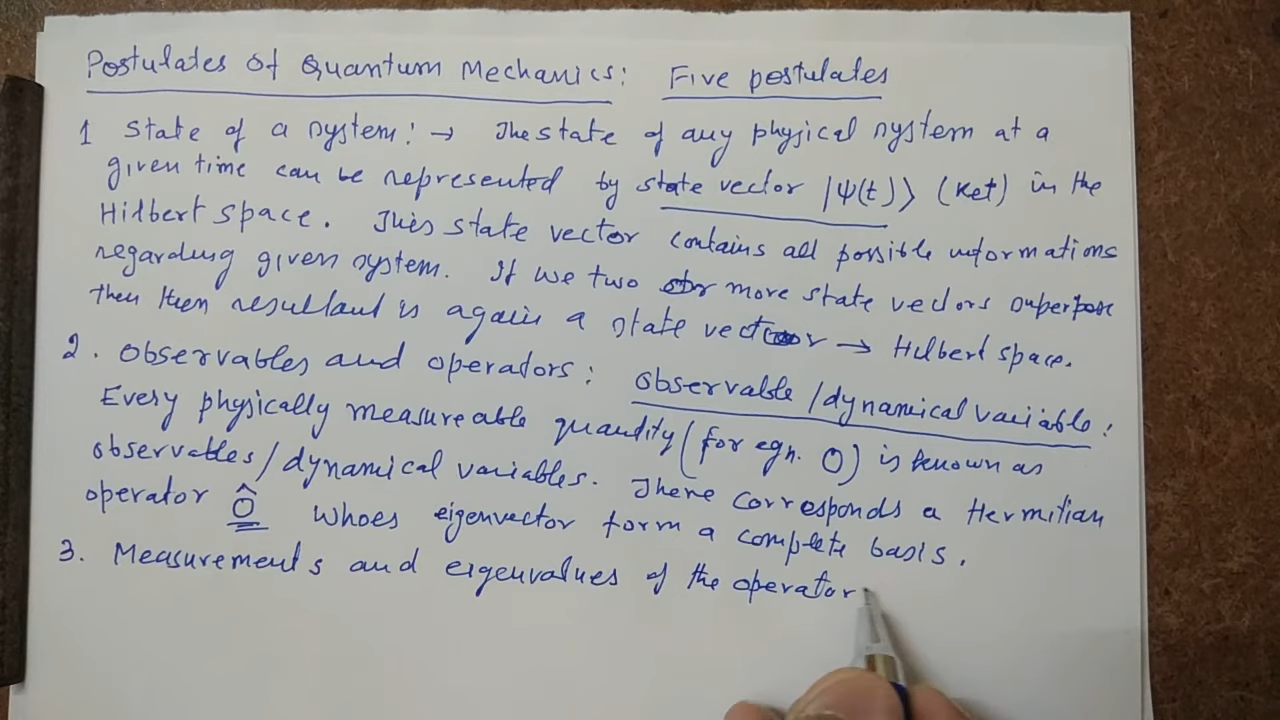 Postulates of Quantum Mechanics: Five postulates
1 State of a system: → The state of any physical system at a
given time can be represented by state vector |Ψ(t)⟩ (Ket) in the
Hilbert space. This state vector contains all possible informations
regarding given system. If we two or more state vectors superpose
then then resultant is again a state vector → Hilbert space.
2. Observables and operators: Observable/dynamical variable:
Every physically measureable quantity (for egn. O) is known as
observables/dynamical variables. There corresponds a Hermitian
operator Ô whoes eigenvector form a complete basis.
3. Measurements and eigenvalues of the operator